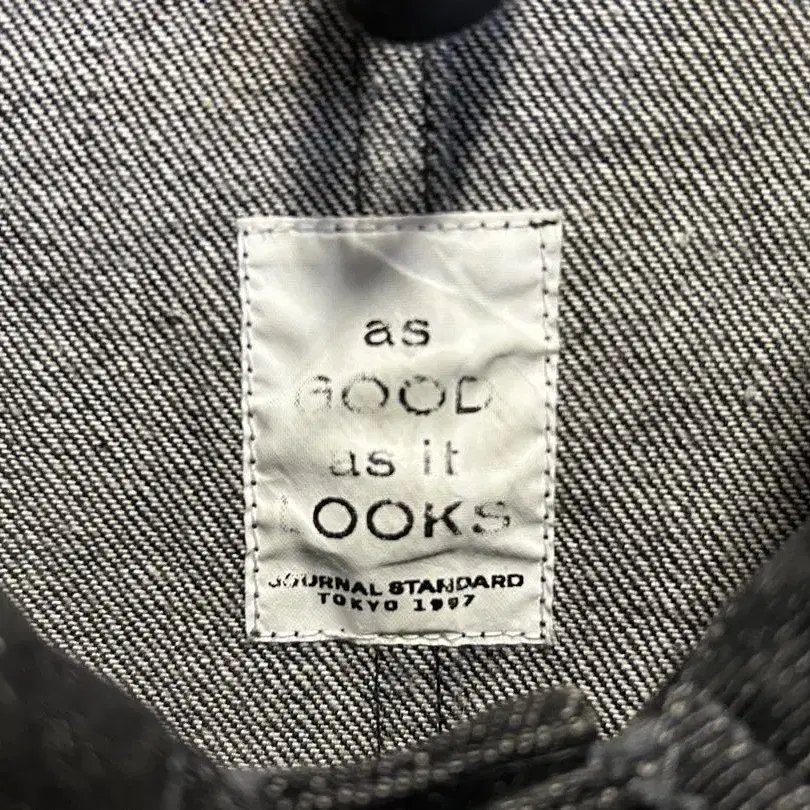 as
GOOD
as it
LOOKS
JOURNAL STANDARD
TOKYO 1997